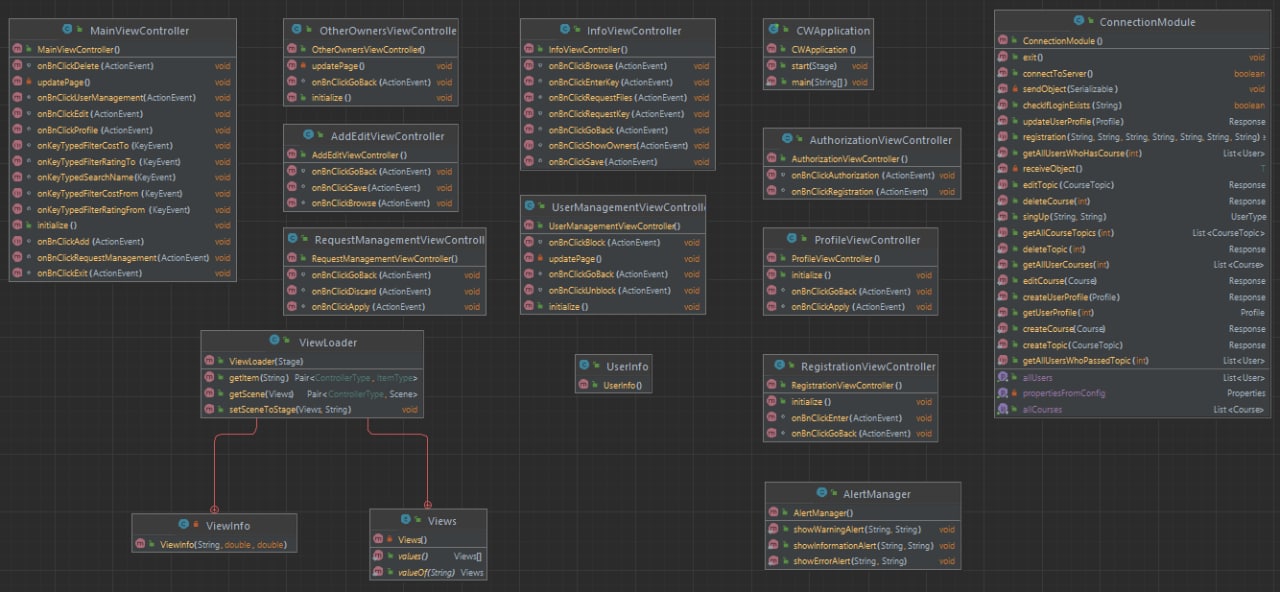 MainViewController
MainViewController()
onBnClickDelete (ActionEvent) void
updatePage() void
onBnClickUserManagement(ActionEvent) void
onBnClickEdit (ActionEvent) void
onBnClickProfile (ActionEvent) void
onKeyTypedFilterCostTo (KeyEvent) void
onKeyTypedFilterRatingTo (KeyEvent) void
onKeyTypedSearchName(KeyEvent) void
onKeyTypedFilterCostFrom (KeyEvent) void
onKeyTypedFilterRatingFrom (KeyEvent) void
initialize () void
onBnClickAdd (ActionEvent) void
onBnClickRequestManagement(ActionEvent) void
onBnClickExit (ActionEvent) void
OtherOwnersViewControlle
OtherOwnersViewController()
updatePage() void
onBnClickGoBack (ActionEvent) void
initialize () void
AddEditViewController
AddEditViewController ()
onBnClickGoBack (ActionEvent) void
onBnClickSave(ActionEvent) void
onBnClickBrowse (ActionEvent) void
RequestManagementViewControll
RequestManagementViewController()
onBnClickGoBack (ActionEvent) void
onBnClickDiscard (ActionEvent) void
onBnClickApply (ActionEvent) void
InfoViewController
InfoViewController()
onBnClickBrowse (ActionEvent) void
onBnClickEnterKey (ActionEvent) void
onBnClickRequestFiles (ActionEvent) void
onBnClickRequestKey (ActionEvent) void
onBnClickGoBack (ActionEvent) void
onBnClickShowOwners (ActionEvent) void
onBnClickSave(ActionEvent) void
UserManagementViewControll
UserManagementViewController()
onBnClickBlock (ActionEvent) void
updatePage() void
onBnClickGoBack (ActionEvent) void
onBnClickUnblock (ActionEvent) void
initialize () void
CWApplication
CWApplication ()
start(Stage) void
main(String[]) void
AuthorizationViewController
AuthorizationViewController ()
onBnClickAuthorization (ActionEvent) void
onBnClickRegistration (ActionEvent) void
ProfileViewController
ProfileViewController ()
initialize () void
onBnClickGoBack (ActionEvent) void
onBnClickApply (ActionEvent) void
ConnectionModule
ConnectionModule ()
exit() void
connectToServer() boolean
sendObject(Serializable ) void
checkIfLoginExists (String) boolean
updateUserProfile (Profile) Response
registration(String, String, String, String, String, String)
getAllUsersWhoHasCourse(int) List<User>
receiveObject() T
editTopic (CourseTopic) Response
deleteCourse(int) Response
singUp(String, String) UserType
getAllCourseTopics (int) List <CourseTopic>
deleteTopic (int) Response
getAllUserCourses(int) List <Course>
editCourse(Course) Response
createUserProfile(Profile) Response
getUserProfile(int) Profile
createCourse(Course) Response
createTopic (CourseTopic) Response
getAllUsersWhoPassedTopic (int) List<User>
allUsers List<User>
propertiesFromConfig Properties
allCourses List <Course>
ViewLoader
ViewLoader(Stage)
getItem(String) Pair<ControllerType, ItemType>
getScene(Views) Pair<ControllerType, Scene>
setSceneToStage(Views, String) void
UserInfo
UserInfo()
RegistrationViewController
RegistrationViewController ()
initialize () void
onBnClickEnter (ActionEvent) void
onBnClickGoBack (ActionEvent) void
ViewInfo
ViewInfo(String, double, double)
Views
Views()
values() Views[]
valueOf(String) Views
AlertManager
AlertManager()
showWarningAlert(String, String) void
showInformationAlert(String, String) void
showErrorAlert(String, String) void